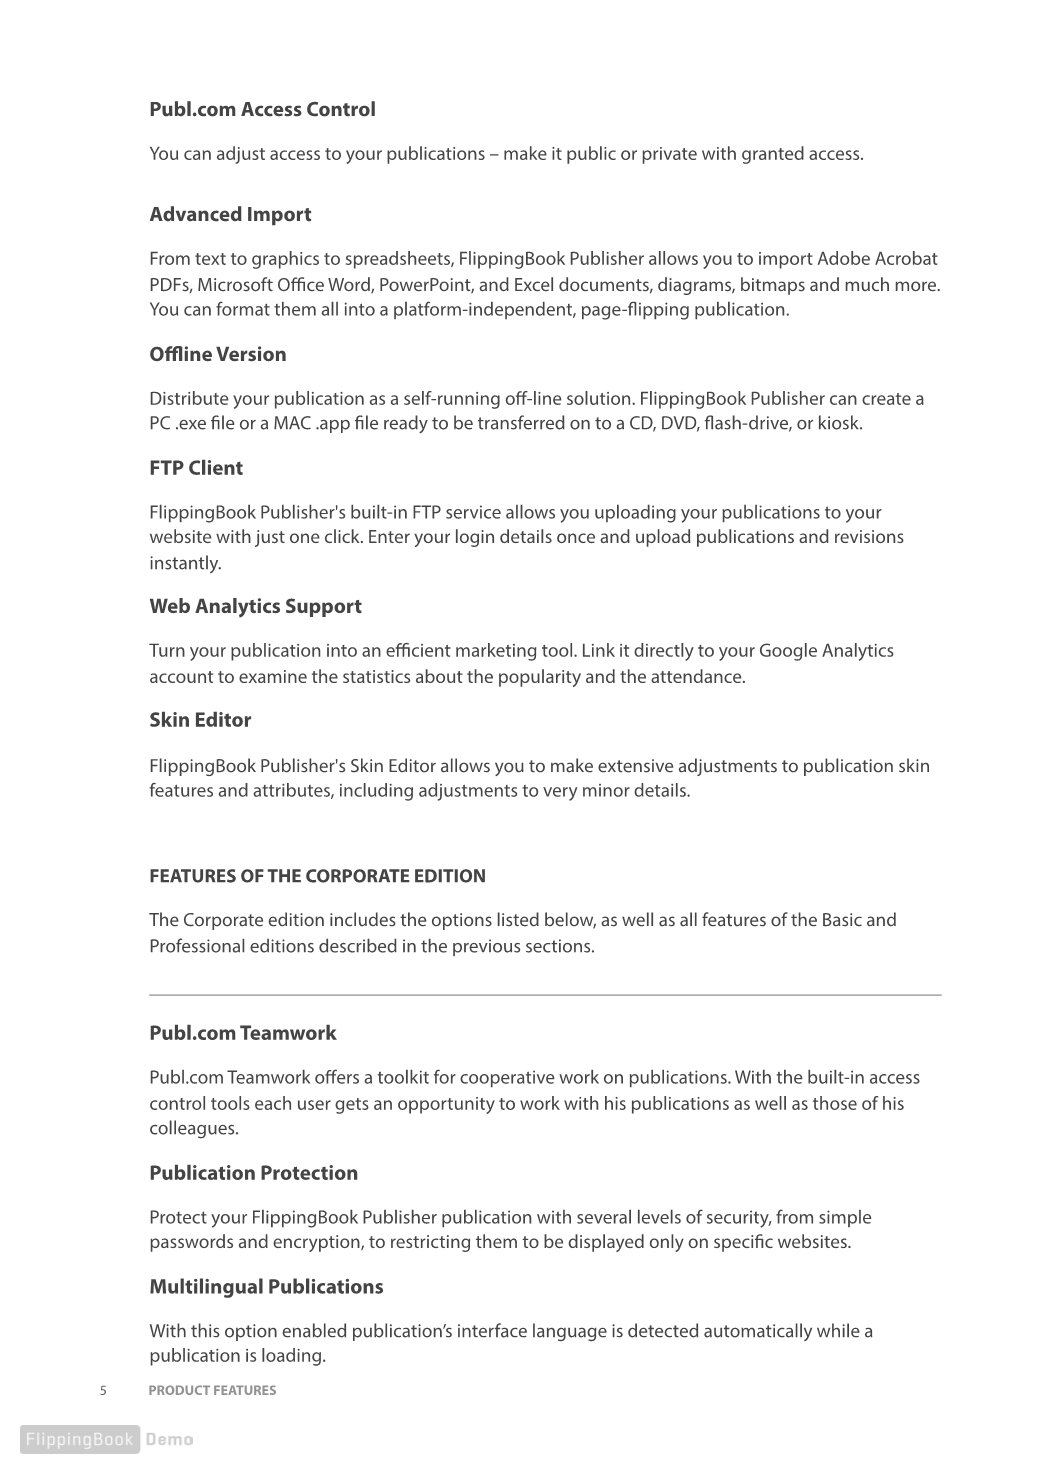 Publ.com Access Control
You can adjust access to your publications – make it public or private with granted access.
Advanced Import
From text to graphics to spreadsheets, FlippingBook Publisher allows you to import Adobe Acrobat
PDFs, Microsoft Office Word, PowerPoint, and Excel documents, diagrams, bitmaps and much more.
You can format them all into a platform-independent, page-flipping publication.
Offline Version
Distribute your publication as a self-running off-line solution. FlippingBook Publisher can create a
PC .exe file or a MAC .app file ready to be transferred on to a CD, DVD, flash-drive, or kiosk.
FTP Client
FlippingBook Publisher's built-in FTP service allows you uploading your publications to your
website with just one click. Enter your login details once and upload publications and revisions
instantly.
Web Analytics Support
Turn your publication into an efficient marketing tool. Link it directly to your Google Analytics
account to examine the statistics about the popularity and the attendance.
Skin Editor
FlippingBook Publisher's Skin Editor allows you to make extensive adjustments to publication skin
features and attributes, including adjustments to very minor details.
FEATURES OF THE CORPORATE EDITION
The Corporate edition includes the options listed below, as well as all features of the Basic and
Professional editions described in the previous sections.
Publ.com Teamwork
Publ.com Teamwork offers a toolkit for cooperative work on publications. With the built-in access
control tools each user gets an opportunity to work with his publications as well as those of his
colleagues.
Publication Protection
Protect your FlippingBook Publisher publication with several levels of security, from simple
passwords and encryption, to restricting them to be displayed only on specific websites.
Multilingual Publications
With this option enabled publication’s interface language is detected automatically while a
publication is loading.
5 PRODUCT FEATURES
FlippingBook Demo